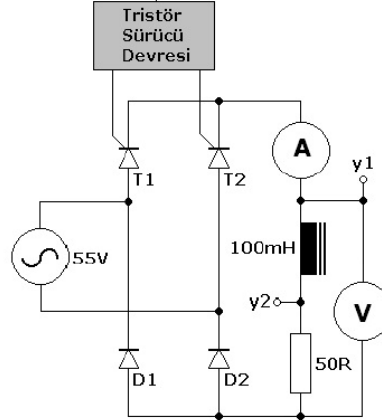 Tristör
Sürücü
Devresi
T1
T2
A
y1
55V
100mH
y2
V
D1
D2
50R